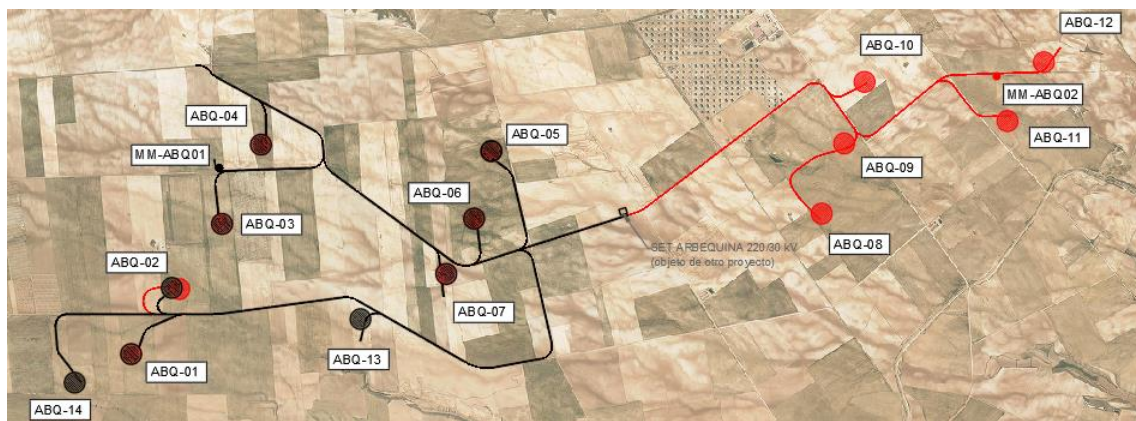 ABQ-12
ABQ-10
ABQ-04
MM-ABQ02
ABQ-05
ABQ-11
MM-ABQ01
ABQ-09
ABQ-06
ABQ-03
ABQ-08
SET ARBEQUINA 220/30 kV
(objeto de otro proyecto)
ABQ-02
ABQ-07
ABQ-13
ABQ-01
ABQ-14